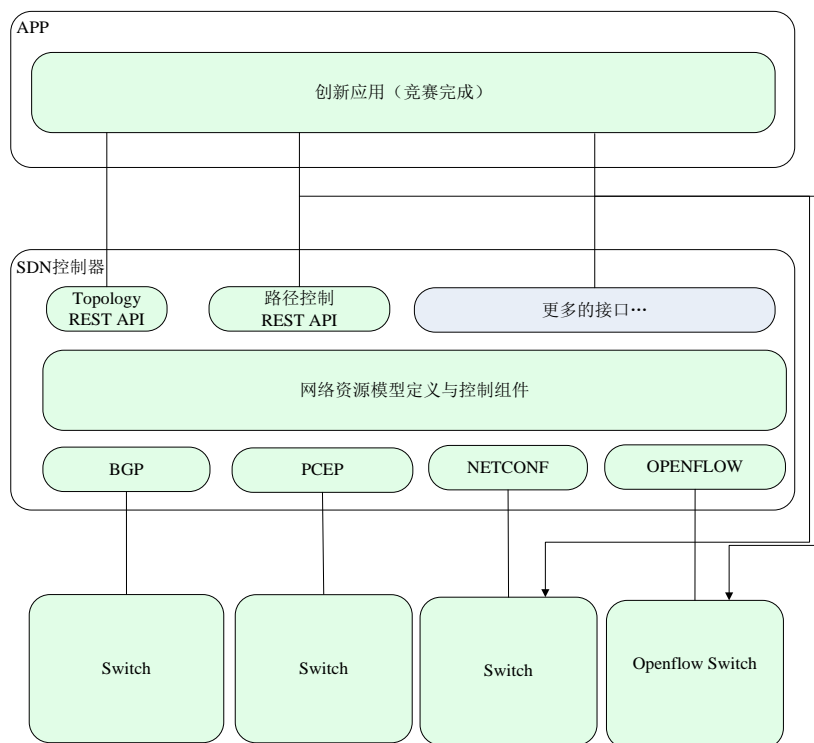 APP
创新应用（竞赛完成）
SDN控制器
Topology
REST API
路径控制
REST API
更多的接口…
网络资源模型定义与控制组件
BGP
PCEP
NETCONF
OPENFLOW
Switch
Switch
Switch
Openflow Switch